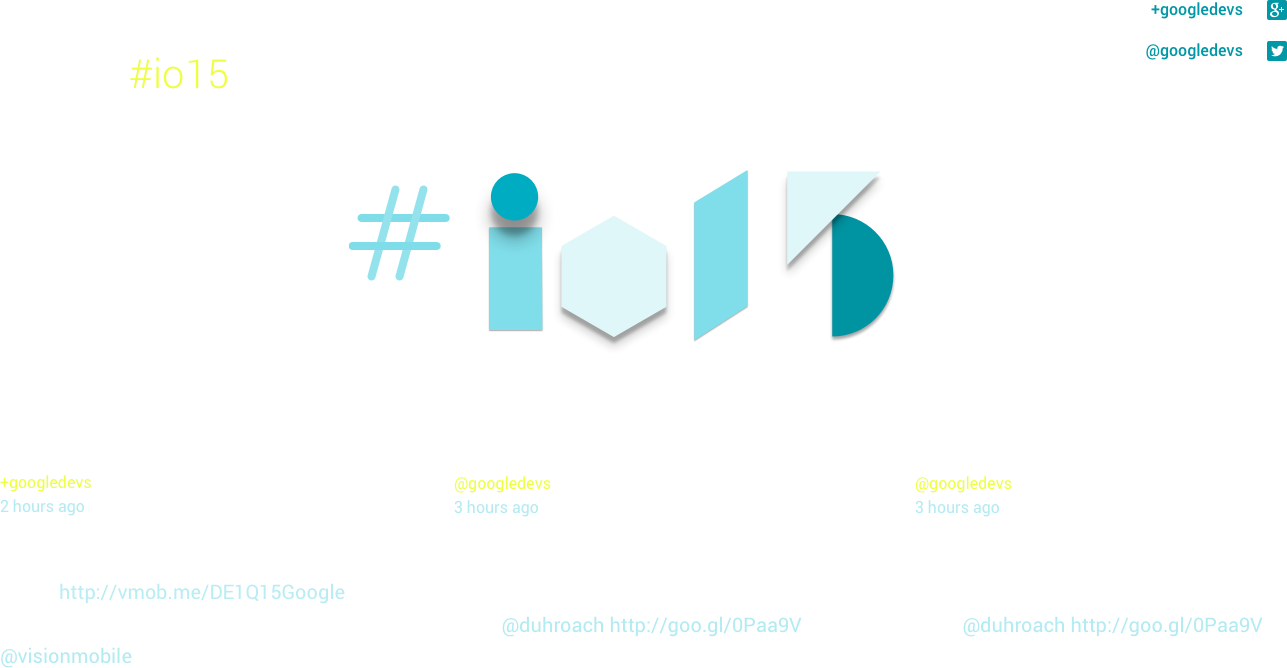 +googledevs
@googledevs
#io15
#io15
+googledevs
2 hours ago
@googledevs
3 hours ago
@googledevs
3 hours ago
http://vmob.me/DE1Q15Google
@visionmobile
@duhroach http://goo.gl/0Paa9V
@duhroach http://goo.gl/0Paa9V